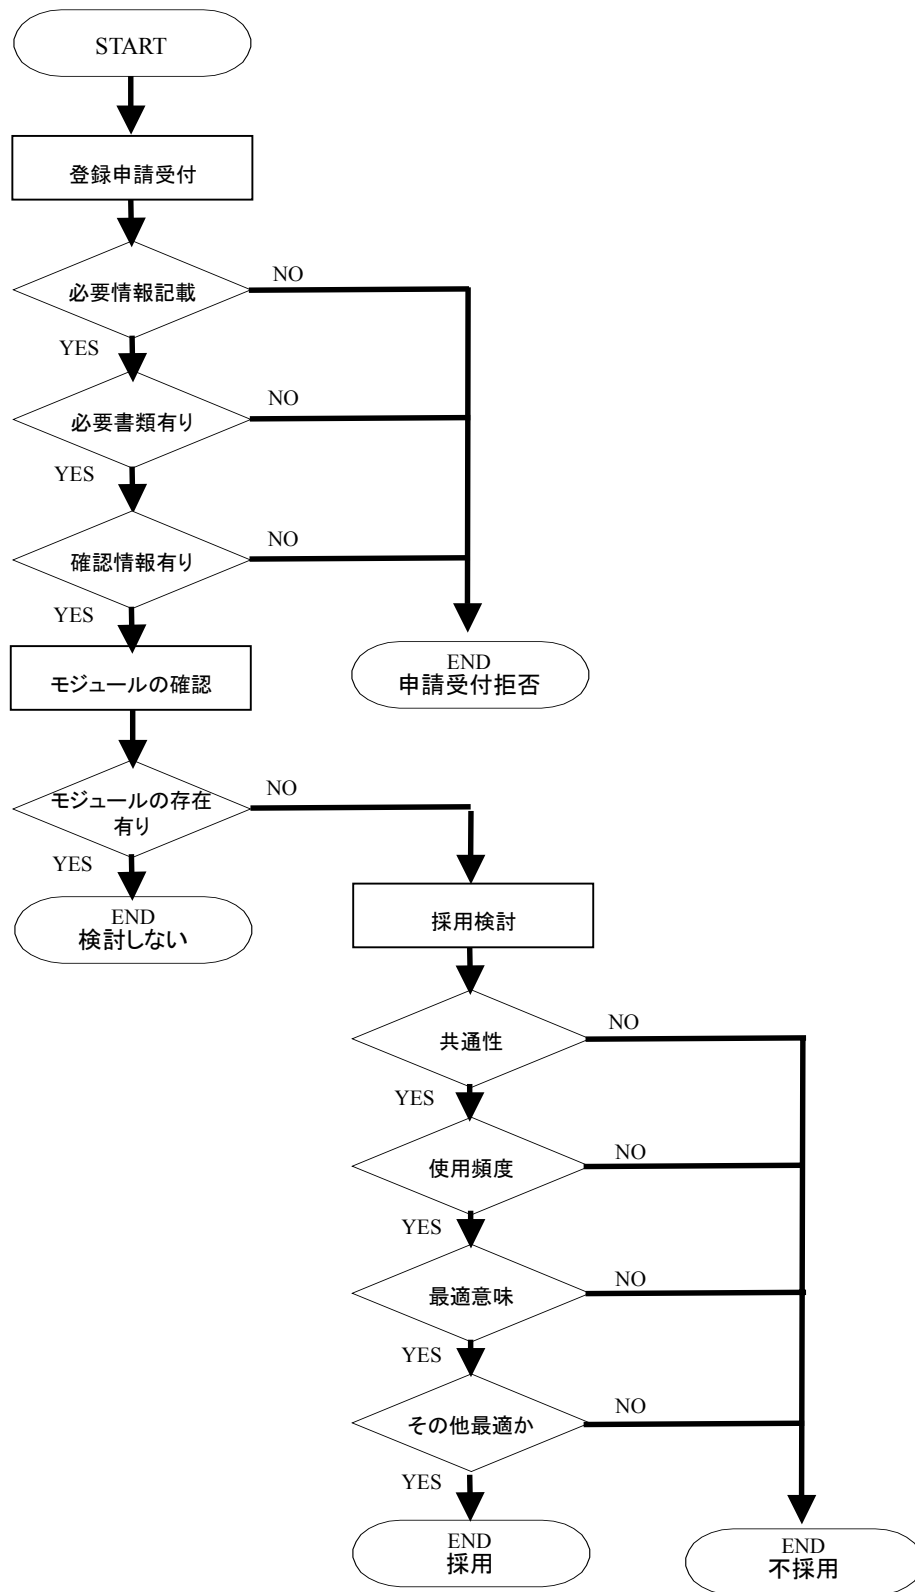 START
登録申請受付
NO
必要情報記載
YES
NO
必要書類有り
YES
NO
確認情報有り
YES
END
申請受付拒否
モジュールの確認
NO
モジュールの存在
有り
YES
END
検討しない
採用検討
NO
共通性
YES
NO
使用頻度
YES
NO
最適意味
YES
NO
その他最適か
YES
END
採用
END
不採用